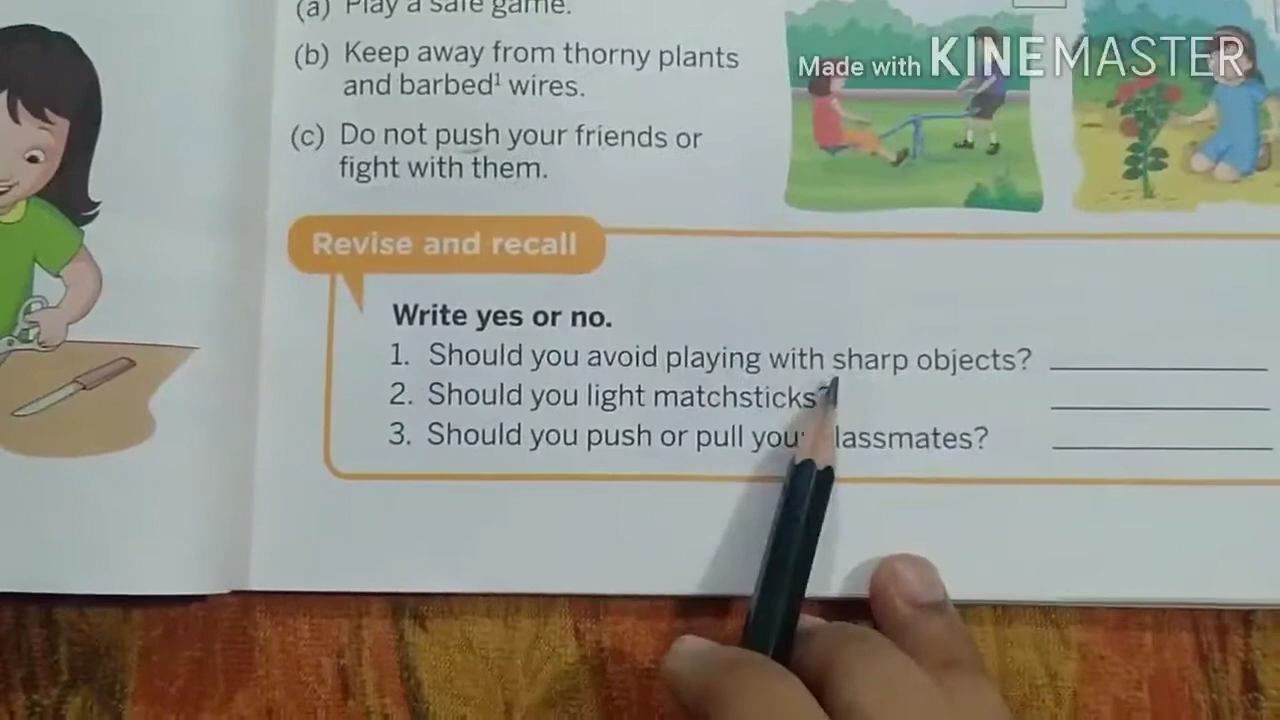 (a) Play a safe game.
(b) Keep away from thorny plants
and barbed¹ wires.
(c) Do not push your friends or
fight with them.
Made with KINEMASTER
Revise and recall
Write yes or no.
1. Should you avoid playing with sharp objects?
2. Should you light matchsticks?
3. Should you push or pull your classmates?